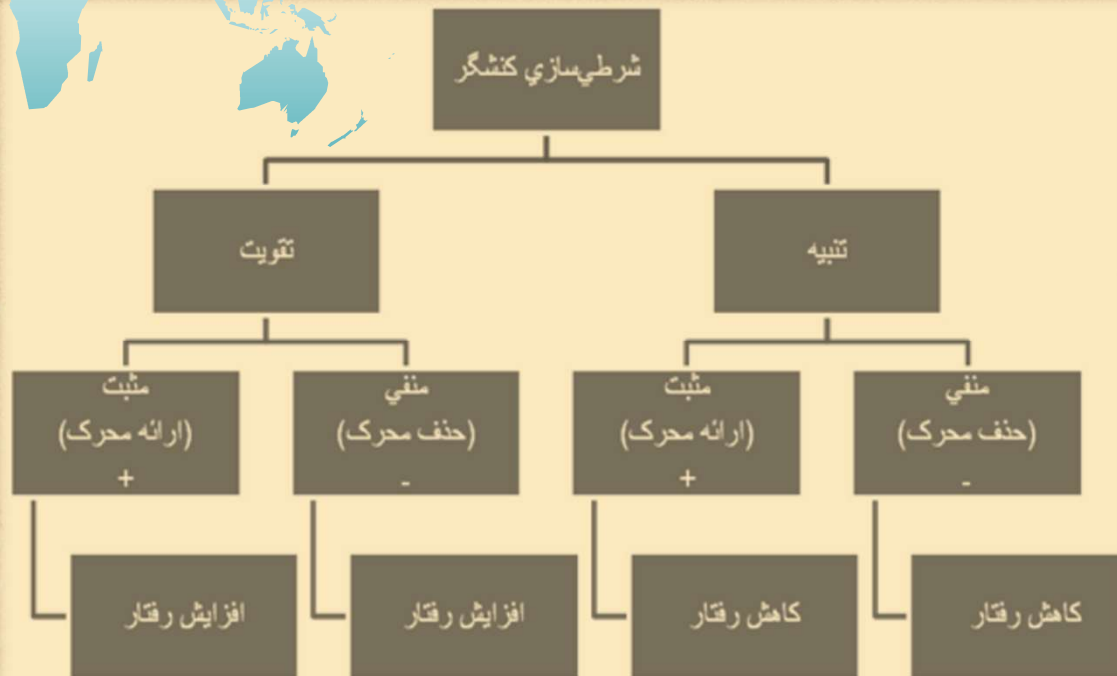 شرطي‌سازي کنشگر
تنبيه
تقويت
منفي
(حذف محرک)
-
مثبت
(ارائه محرک)
+
منفي
(حذف محرک)
-
مثبت
(ارائه محرک)
+
کاهش رفتار
کاهش رفتار
افزايش رفتار
افزايش رفتار